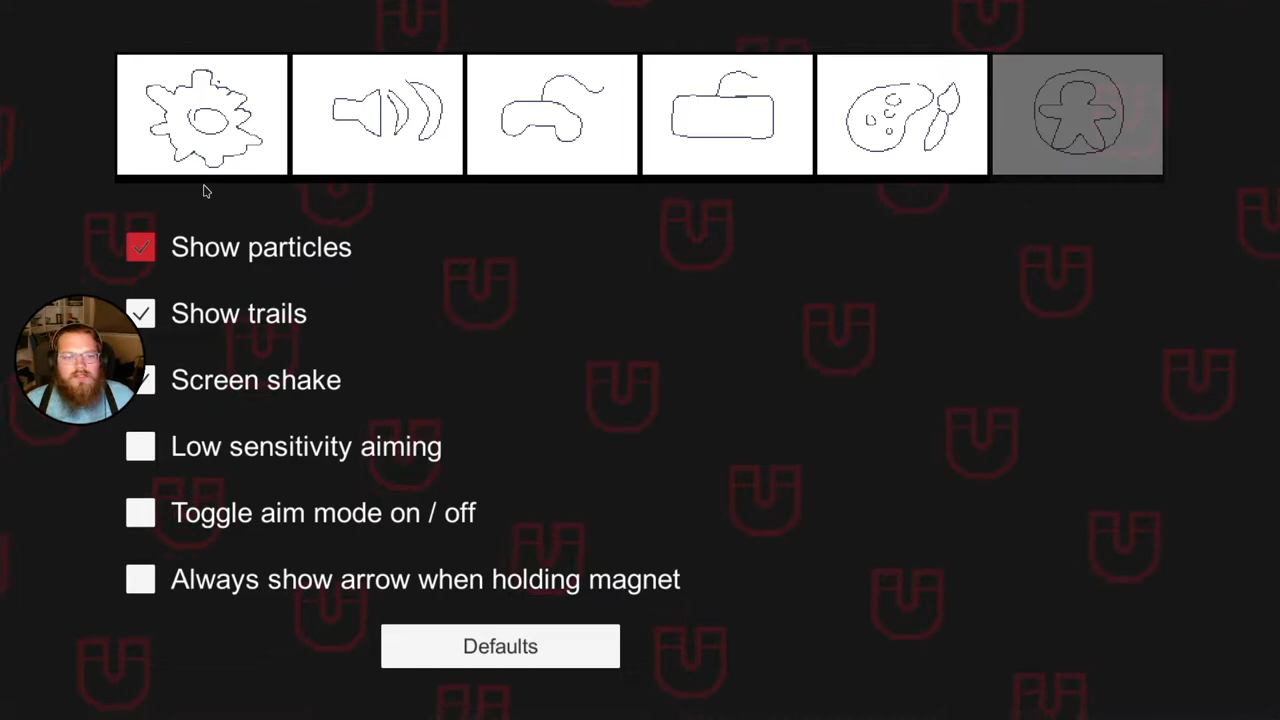 Show particles
Show trails
Screen shake
Low sensitivity aiming
Toggle aim mode on / off
Always show arrow when holding magnet
Defaults